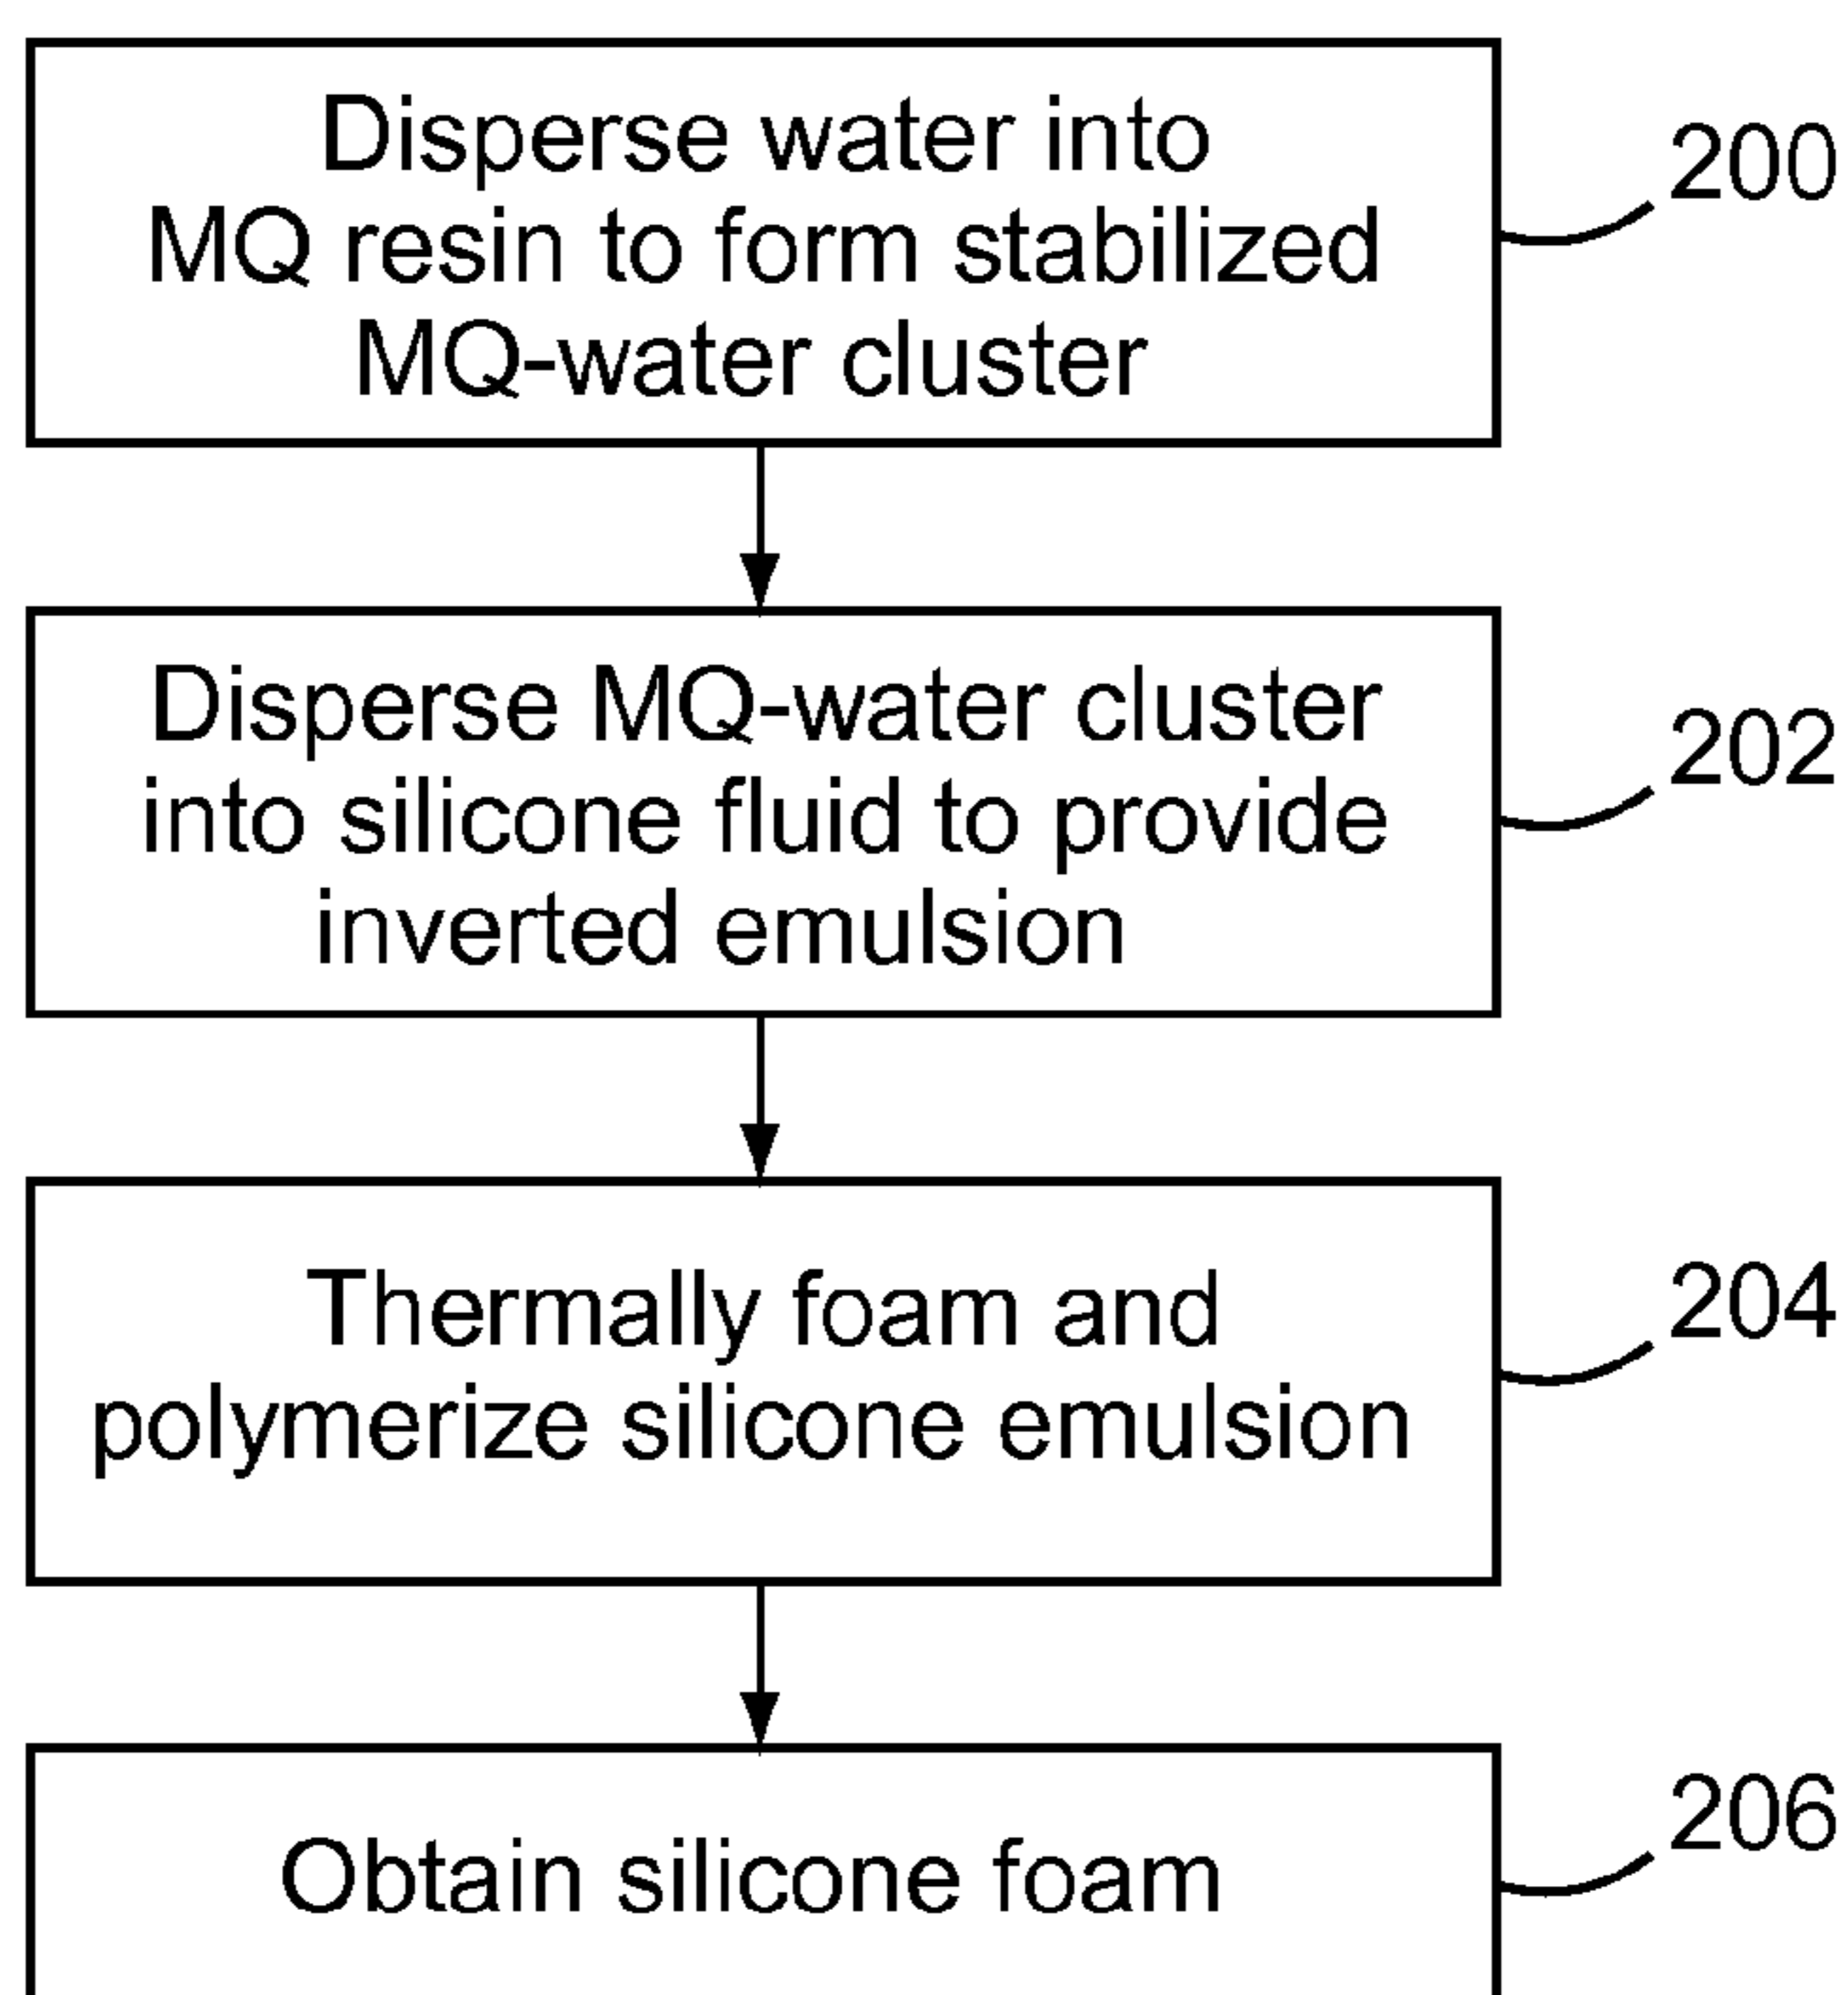 Disperse water into
MQ resin to form stabilized
MQ-water cluster
200
Disperse MQ-water cluster
into silicone fluid to provide
inverted emulsion
202
Thermally foam and
polymerize silicone emulsion
204
Obtain silicone foam
206